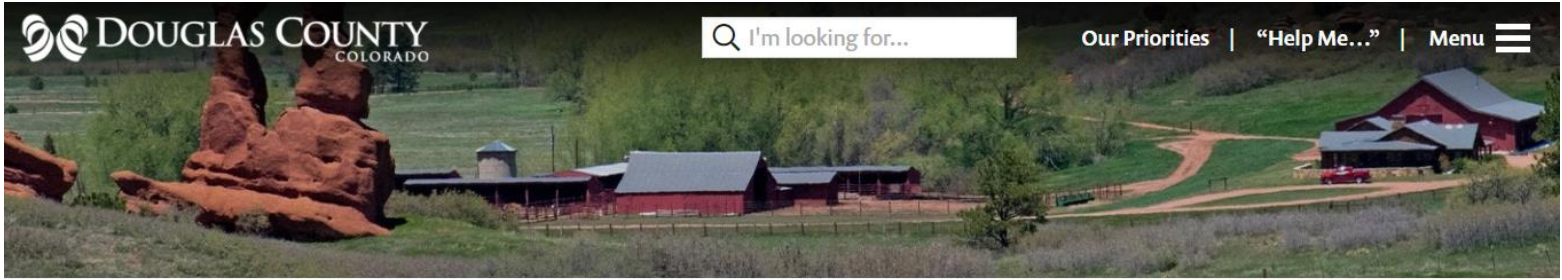 DOUGLAS COUNTY
COLORADO
I'm looking for...
Our Priorities | “Help Me...” | Menu